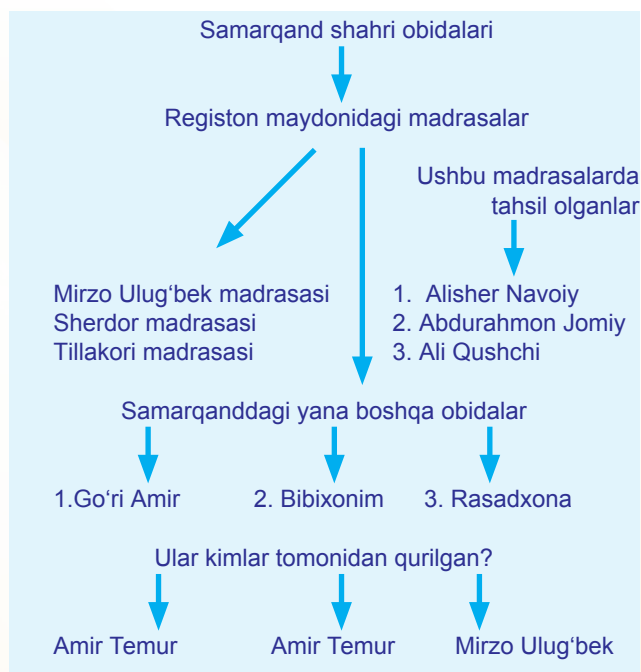 Samarqand shahri obidalari
Registon maydonidagi madrasalar
Ushbu madrasalarda
tahsil olganlar
Mirzo Ulug‘bek madrasasi
Sherdor madrasasi
Tillakori madrasasi
1. Alisher Navoiy
2. Abdurahmon Jomiy
3. Ali Qushchi
Samarqanddagi yana boshqa obidalar
1.Go‘ri Amir
2. Bibixonim
3. Rasadxona
Ular kimlar tomonidan qurilgan?
Amir Temur
Amir Temur
Mirzo Ulug‘bek